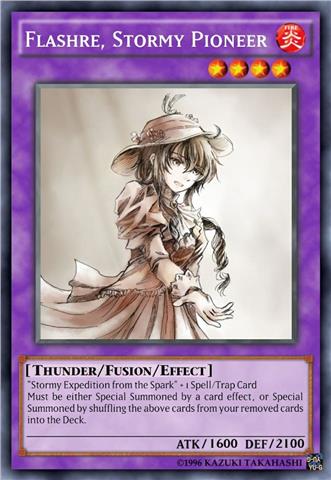 Flashre, Stormy Pioneer
FIRE
炎
[Thunder/Fusion/Effect]
"Stormy Expedition from the Spark" + 1 Spell/Trap Card
Must be either Special Summoned by a card effect, or Special
Summoned by shuffling the above cards from your removed cards
into the Deck.
ATK/1600 DEF/2100
©1996 KAZUKI TAKAHASHI